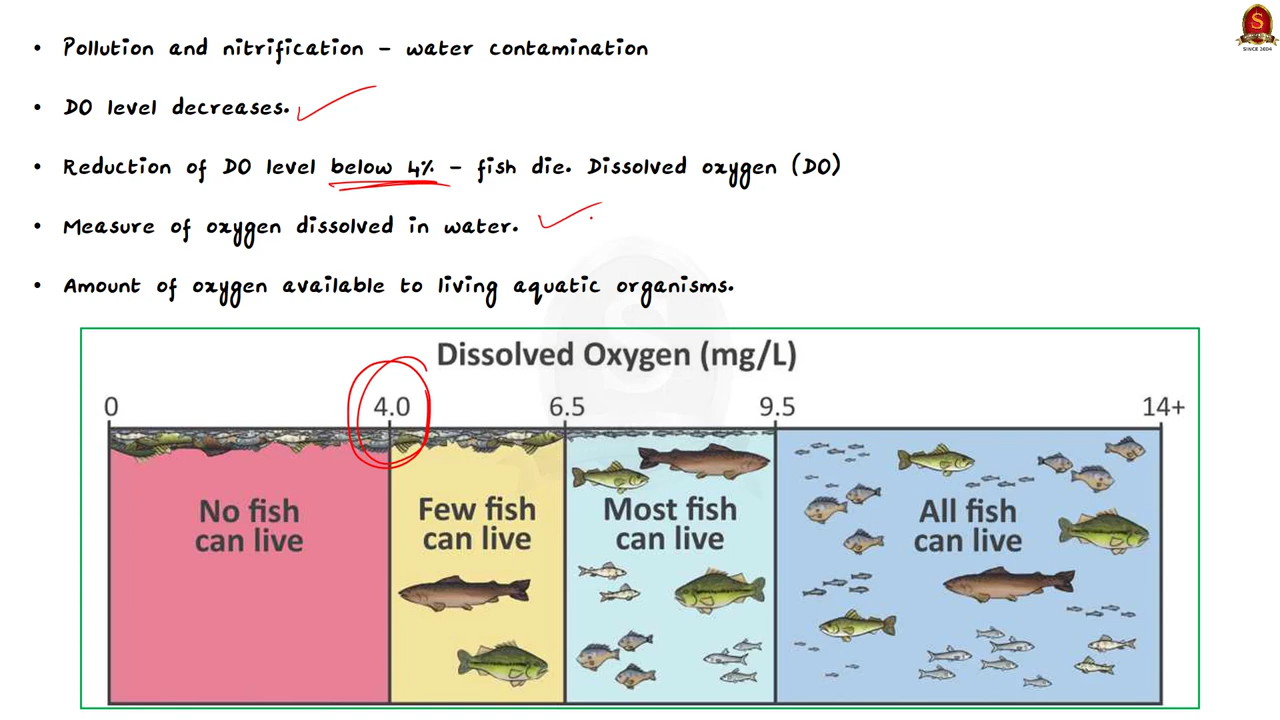 S
SINCE 2004
• Pollution and nitrification – water contamination
• DO level decreases.
• Reduction of DO level below 4% – fish die. Dissolved oxygen (DO)
• Measure of oxygen dissolved in water.
• Amount of oxygen available to living aquatic organisms.
Dissolved Oxygen (mg/L)
0 4.0 6.5 9.5 14+
No fish can live
Few fish can live
Most fish can live
All fish can live